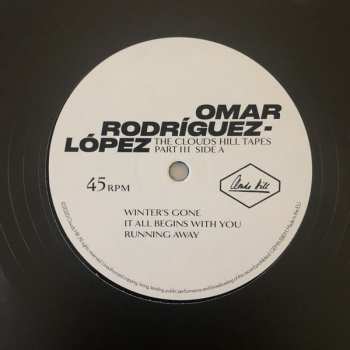 OMAR
RODRÍGUEZ-
LÓPEZ
THE CLOUDS HILL TAPES
PART III SIDE A
45 RPM
Clouds Hill
WINTER'S GONE
IT ALL BEGINS WITH YOU
RUNNING AWAY